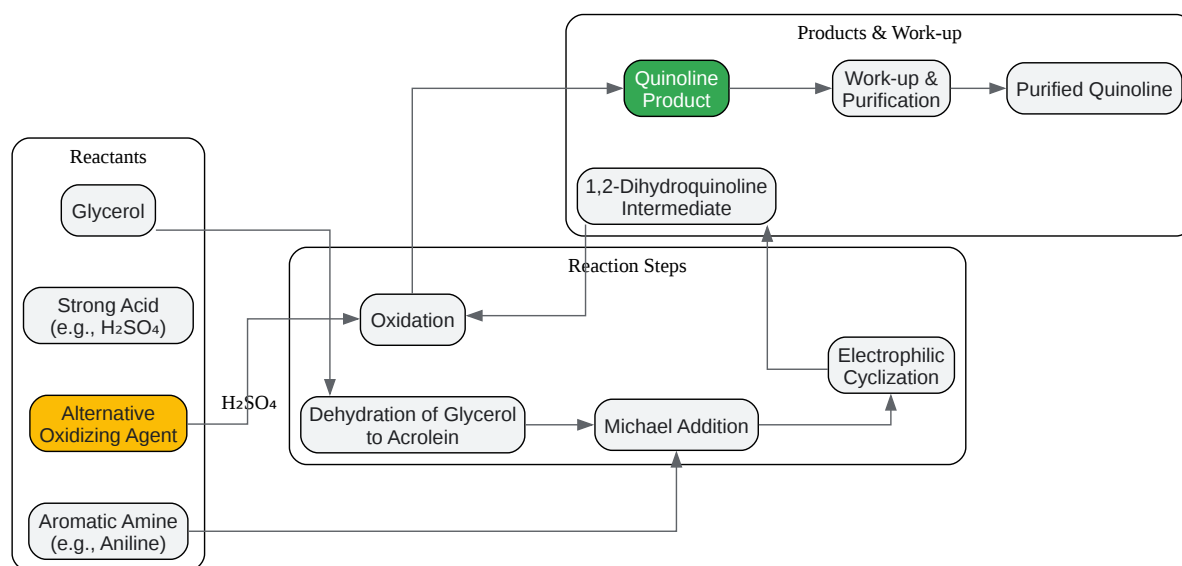 Products & Work-up
Quinoline
Product
Work-up &
Purification
Purified Quinoline
Reactants
Glycerol
1,2-Dihydroquinoline
Intermediate
Reaction Steps
Strong Acid
(e.g., H₂SO₄)
Oxidation
Electrophilic
Cyclization
Alternative
Oxidizing Agent
H₂SO₄
Dehydration of Glycerol
to Acrolein
Michael Addition
Aromatic Amine
(e.g., Aniline)